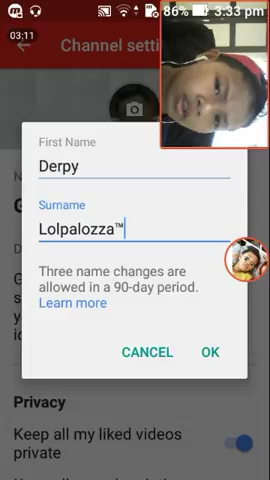 86% 3:33 pm
03:11
Channel setti
First Name
Derpy
Surname
Lolpalozza™
Three name changes are
allowed in a 90-day period.
Learn more
CANCEL OK
Privacy
Keep all my liked videos
private